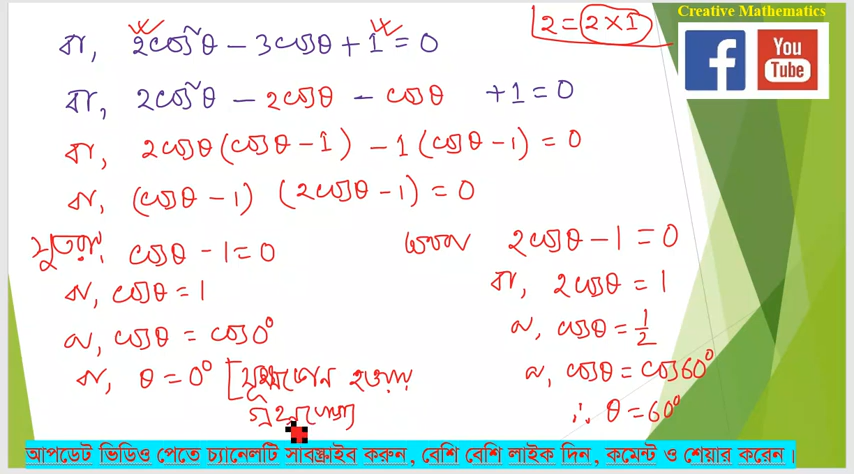 Creative Mathematics
2 = 2 × 1
বা, 2cos²θ − 3cosθ + 1 = 0
You Tube
বা, 2cos²θ − 2cosθ − cosθ + 1 = 0
বা, 2cosθ(cosθ − 1) − 1(cosθ − 1) = 0
বা, (cosθ − 1) (2cosθ − 1) = 0
সুতরাং, cosθ − 1 = 0
অথবা 2cosθ − 1 = 0
বা, cosθ = 1
বা, 2cosθ = 1
বা, cosθ = cos0°
বা, cosθ = 1/2
বা, θ = 0° [সূক্ষ্মকোণ হওয়ায়
বা, cosθ = cos60°
∴ θ = 60°
আপডেট ভিডিও পেতে চ্যানেলটি সাবস্ক্রাইব করুন, বেশি বেশি লাইক দিন, কমেন্ট ও শেয়ার করেন।